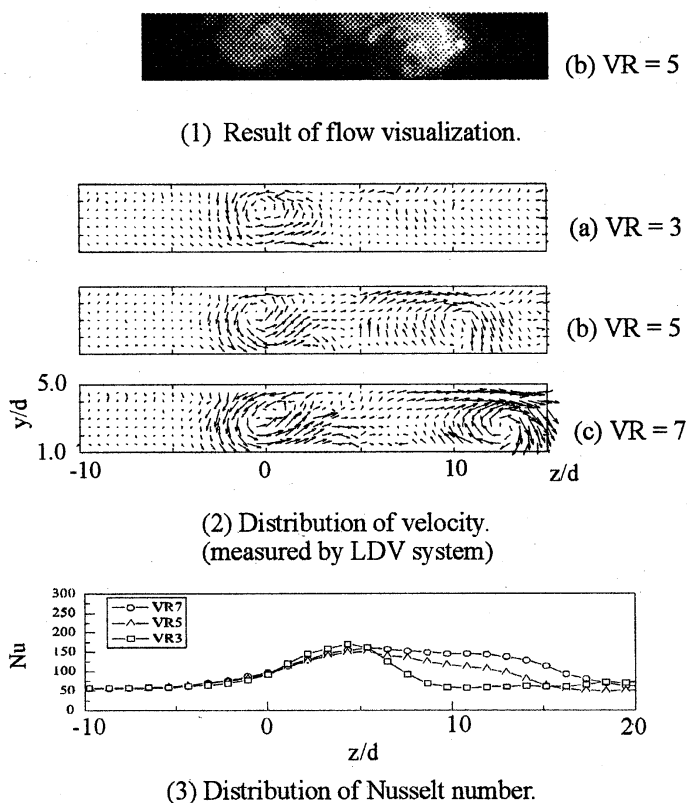 (b) VR = 5
(1) Result of flow visualization.
(a) VR = 3
(b) VR = 5
5.0
y/d
1.0
(c) VR = 7
-10
0
10
z/d
(2) Distribution of velocity.
(measured by LDV system)
300
250
200
150
100
50
0
Nu
VR7
VR5
VR3
-10
0
10
20
z/d
(3) Distribution of Nusselt number.